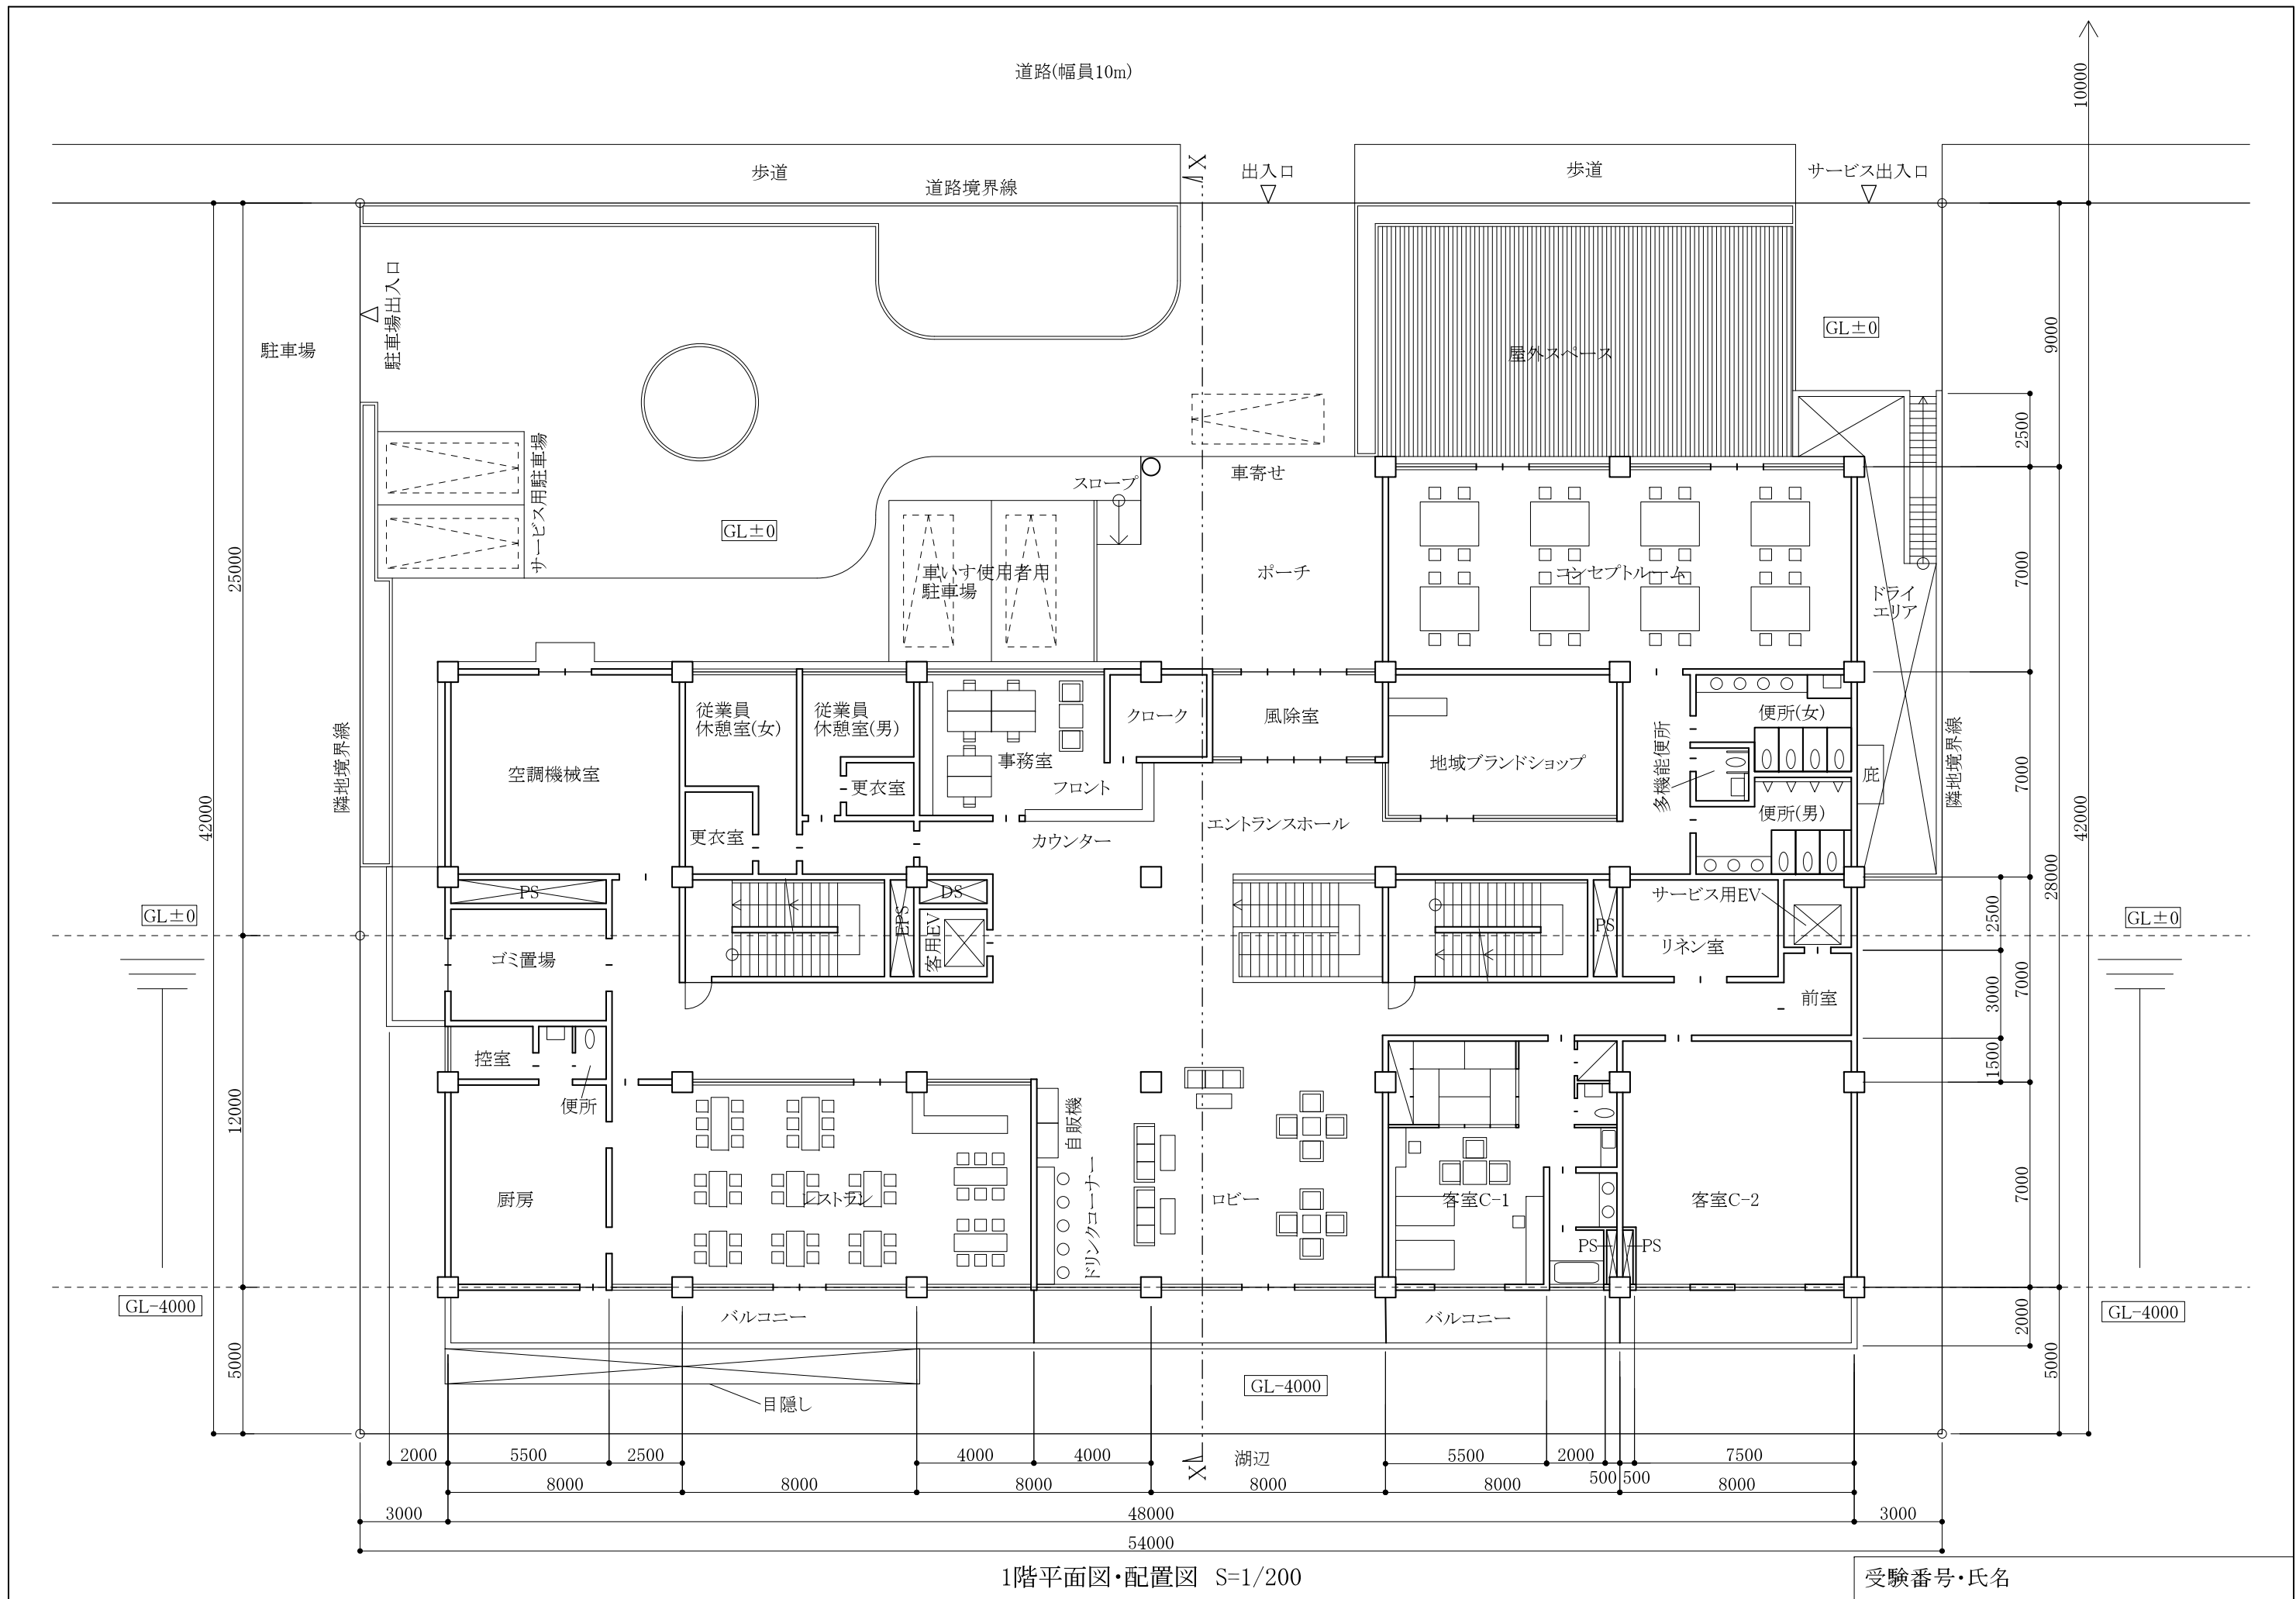 道路(幅員10m)
10000
歩道
道路境界線
X
出入口
歩道
サービス出入口
駐車場
駐車場出入口
GL±0
屋外スペース
9000
2500
サービス用駐車場
GL±0
スロープ
車寄せ
車いす使用者用
駐車場
ポーチ
コンセプトルーム
ドライ
エリア
25000
7000
42000
隣地境界線
空調機械室
従業員
休憩室(女)
従業員
休憩室(男)
更衣室
更衣室
事務室
フロント
クローク
風除室
カウンター
エントランスホール
地域ブランドショップ
多機能便所
便所(女)
便所(男)
庇
隣地境界線
7000
28000
42000
GL±0
PS
EPS
DS
客用EV
ゴミ置場
PS
サービス用EV
リネン室
前室
GL±0
2500
3000
1500
7000
控室
便所
厨房
レストラン
自販機
ドリンクコーナー
ロビー
客室C-1
客室C-2
PS
PS
12000
7000
GL-4000
バルコニー
バルコニー
GL-4000
2000
5000
5000
目隠し
GL-4000
湖辺
X
2000
5500
2500
4000
4000
5500
2000
500
500
7500
8000
8000
8000
8000
8000
8000
3000
48000
3000
54000
1階平面図・配置図 S=1/200
受験番号・氏名